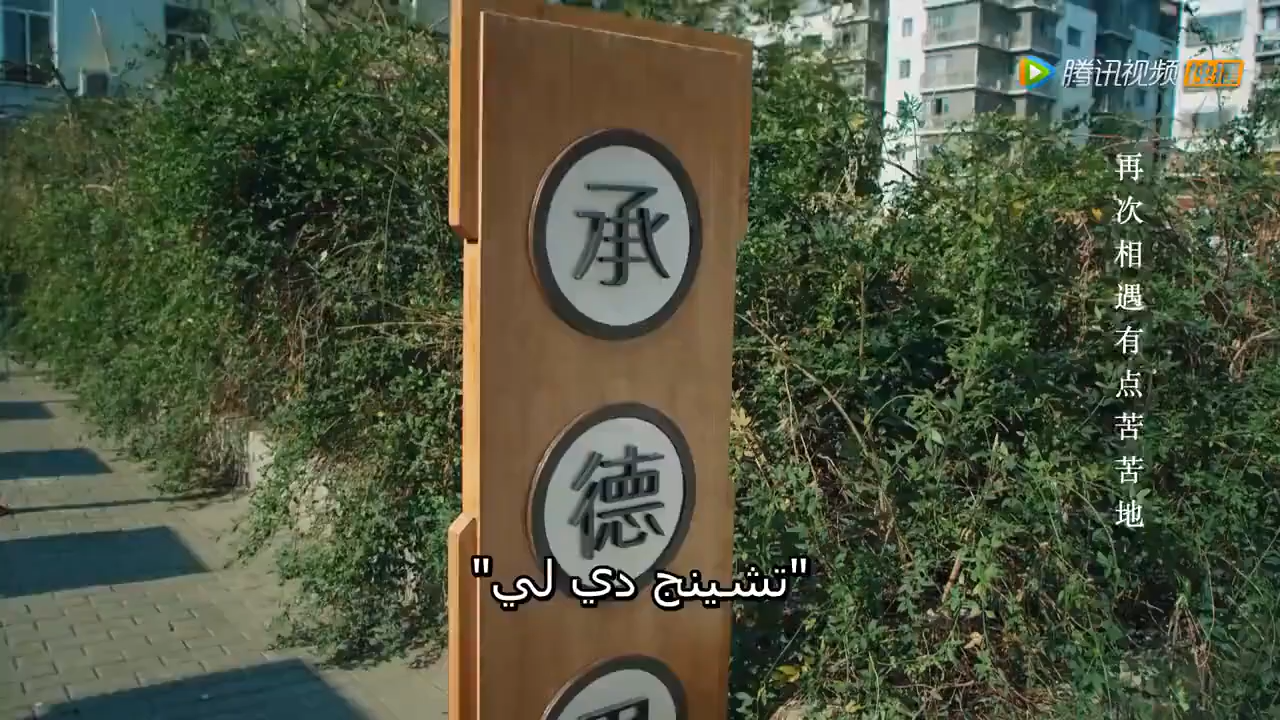 腾讯视频
再次相遇有点苦苦地
承
德
"تشينج دي لي"